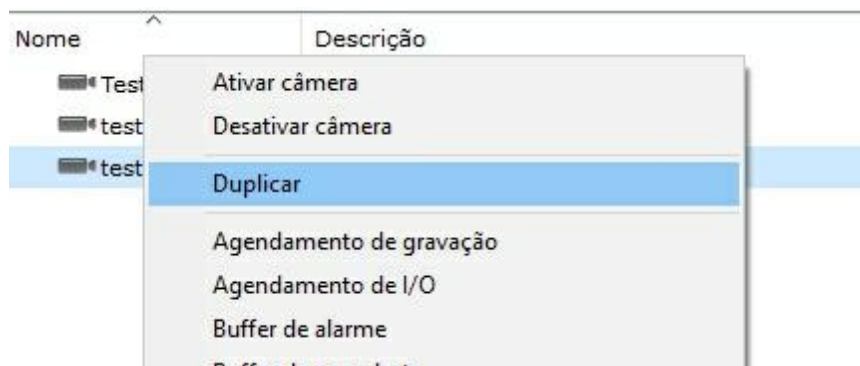 Nome Descrição
Test Ativar câmera
test Desativar câmera
test
Duplicar
Agendamento de gravação
Agendamento de I/O
Buffer de alarme